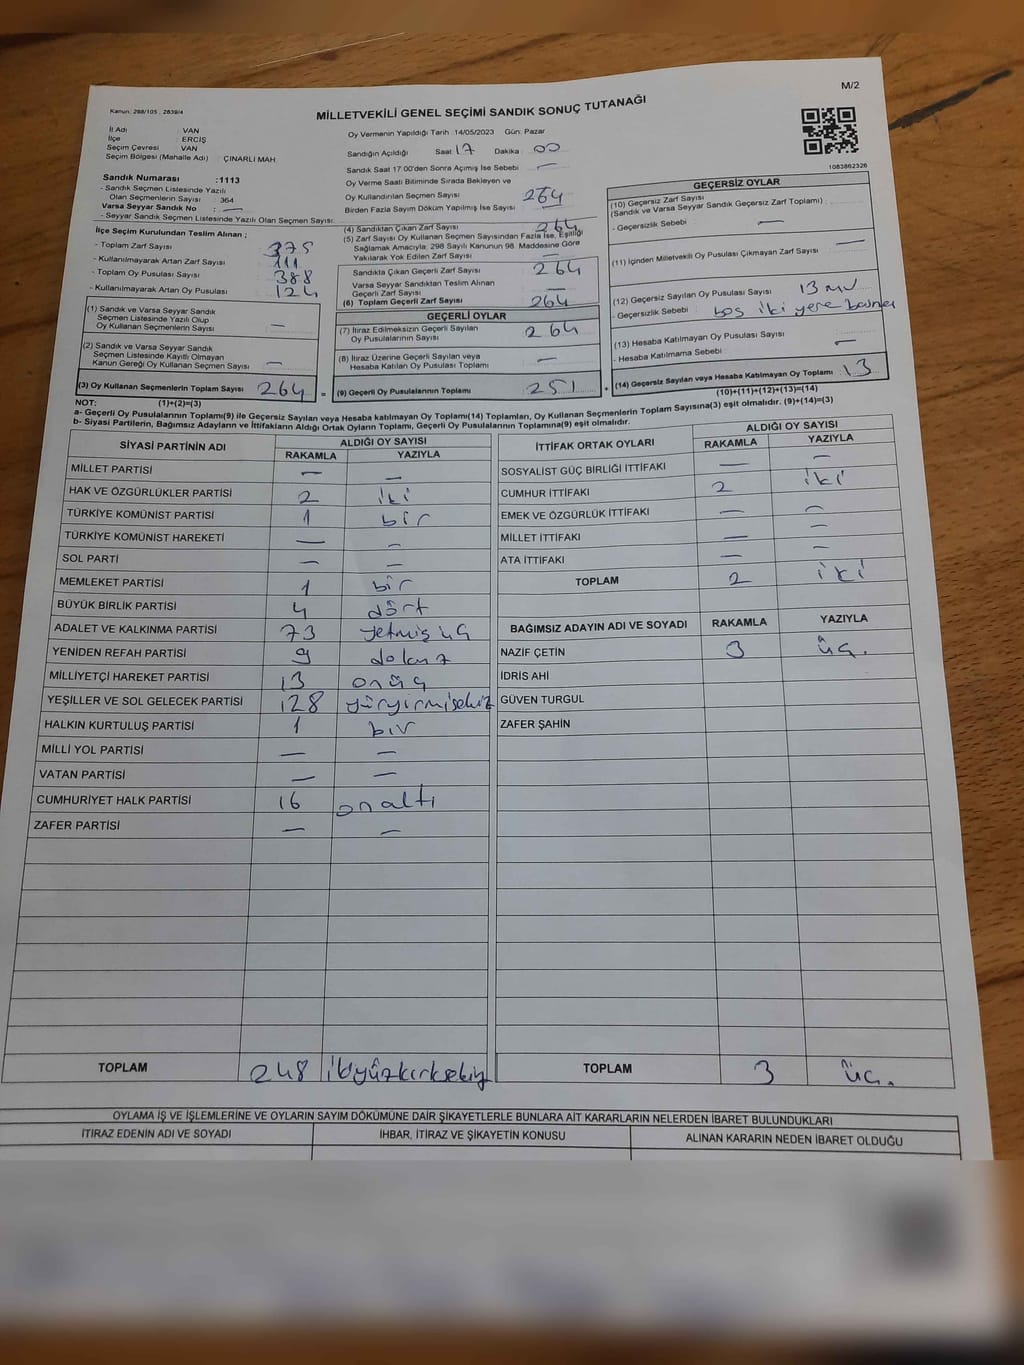 M/2
Kanun: 298/105 : 2839/4
MİLLETVEKİLİ GENEL SEÇİMİ SANDIK SONUÇ TUTANAĞI
İl Adı : VAN
İlçe : ERCİŞ
Seçim Çevresi : VAN
Seçim Bölgesi (Mahalle Adı) : ÇINARLI MAH.
Sandık Numarası :1113
- Sandık Seçmen Listesinde Yazılı
Olan Seçmenlerin Sayısı : 364
Varsa Seyyar Sandık No : —
- Seyyar Sandık Seçmen Listesinde Yazılı Olan Seçmen Sayısı:
İlçe Seçim Kurulundan Teslim Alınan ;
- Toplam Zarf Sayısı 375
- Kullanılmayarak Artan Zarf Sayısı 111
- Toplam Oy Pusulası Sayısı 388
- Kullanılmayarak Artan Oy Pusulası 124
(1) Sandık ve Varsa Seyyar Sandık
Seçmen Listesinde Yazılı Olup
Oy Kullanan Seçmenlerin Sayısı —
(2) Sandık ve Varsa Seyyar Sandık
Seçmen Listesinde Kayıtlı Olmayan
Kanun Gereği Oy Kullanan Seçmen Sayısı —
(3) Oy Kullanan Seçmenlerin Toplam Sayısı 264
(1)+(2)=(3)
Oy Vermenin Yapıldığı Tarih :14/05/2023 Gün: Pazar
Sandığın Açıldığı Saat 17 Dakika : 00
Sandık Saat 17:00'den Sonra Açımış İse Sebebi : —
Oy Verme Saati Bitiminde Sırada Bekleyen ve
Oy Kullandırılan Seçmen Sayısı 264
Birden Fazla Sayım Döküm Yapılmış İse Sayısı : —
(4) Sandıktan Çıkan Zarf Sayısı 264
(5) Zarf Sayısı Oy Kullanan Seçmen Sayısından Fazla İse, Eşitliği
Sağlamak Amacıyla; 298 Sayılı Kanunun 98. Maddesine Göre
Yakılarak Yok Edilen Zarf Sayısı —
Sandıkta Çıkan Geçerli Zarf Sayısı 264
Varsa Seyyar Sandıktan Teslim Alınan
Geçerli Zarf Sayısı —
(6) Toplam Geçerli Zarf Sayısı 264
GEÇERLİ OYLAR
(7) İtiraz Edilmeksizin Geçerli Sayılan
Oy Pusulalarının Sayısı 264
(8) İtiraz Üzerine Geçerli Sayılan veya
Hesaba Katılan Oy Pusulası Toplamı —
= (9) Geçerli Oy Pusulalarının Toplamı 251 +
1083862326
GEÇERSİZ OYLAR
(10) Geçersiz Zarf Sayısı
(Sandık ve Varsa Seyyar Sandık Geçersiz Zarf Toplamı) :
- Geçersizlik Sebebi : —
(11) İçinden Milletvekili Oy Pusulası Çıkmayan Zarf Sayısı —
(12) Geçersiz Sayılan Oy Pusulası Sayısı : 13
- Geçersizlik Sebebi : boş iki yere
(13) Hesaba Katılmayan Oy Pusulası Sayısı :
- Hesaba Katılmama Sebebi : —
(14) Geçersiz Sayılan veya Hesaba Katılmayan Oy Toplamı 13
(10)+(11)+(12)+(13)=(14)
NOT:
a- Geçerli Oy Pusulalarının Toplamı(9) ile Geçersiz Sayılan veya Hesaba Katılmayan Oy Toplamı(14) Toplamları, Oy Kullanan Seçmenlerin Toplam Sayısına(3) eşit olmalıdır. (9)+(14)=(3)
b- Siyasi Partilerin, Bağımsız Adayların ve İttifakların Aldığı Ortak Oyların Toplamı, Geçerli Oy Pusulalarının Toplamına(9) eşit olmalıdır.
SİYASİ PARTİNİN ADI ALDIĞI OY SAYISI
RAKAMLA YAZIYLA
MİLLET PARTİSİ — —
HAK VE ÖZGÜRLÜKLER PARTİSİ 2 iki
TÜRKİYE KOMÜNİST PARTİSİ 1 bir
TÜRKİYE KOMÜNİST HAREKETİ — —
SOL PARTİ — —
MEMLEKET PARTİSİ 1 bir
BÜYÜK BİRLİK PARTİSİ 4 dört
ADALET VE KALKINMA PARTİSİ 73 yetmiş üç
YENİDEN REFAH PARTİSİ 9 dokuz
MİLLİYETÇİ HAREKET PARTİSİ 13 onüç
YEŞİLLER VE SOL GELECEK PARTİSİ 128 yüzyirmisekiz
HALKIN KURTULUŞ PARTİSİ 1 bir
MİLLİ YOL PARTİSİ — —
VATAN PARTİSİ — —
CUMHURİYET HALK PARTİSİ 16 onaltı
ZAFER PARTİSİ — —
TOPLAM 248 ikiyüzkırksekiz
İTTİFAK ORTAK OYLARI ALDIĞI OY SAYISI
RAKAMLA YAZIYLA
SOSYALİST GÜÇ BİRLİĞİ İTTİFAKI — —
CUMHUR İTTİFAKI 2 iki
EMEK VE ÖZGÜRLÜK İTTİFAKI — —
MİLLET İTTİFAKI — —
ATA İTTİFAKI — —
TOPLAM 2 iki
BAĞIMSIZ ADAYIN ADI VE SOYADI RAKAMLA YAZIYLA
NAZİF ÇETİN 3 üç.
İDRİS AHİ
GÜVEN TURGUL
ZAFER ŞAHİN
TOPLAM 3 üç.
OYLAMA İŞ VE İŞLEMLERİNE VE OYLARIN SAYIM DÖKÜMÜNE DAİR ŞİKAYETLERLE BUNLARA AİT KARARLARIN NELERDEN İBARET BULUNDUKLARI
İTİRAZ EDENİN ADI VE SOYADI İHBAR, İTİRAZ VE ŞİKAYETİN KONUSU ALINAN KARARIN NEDEN İBARET OLDUĞU